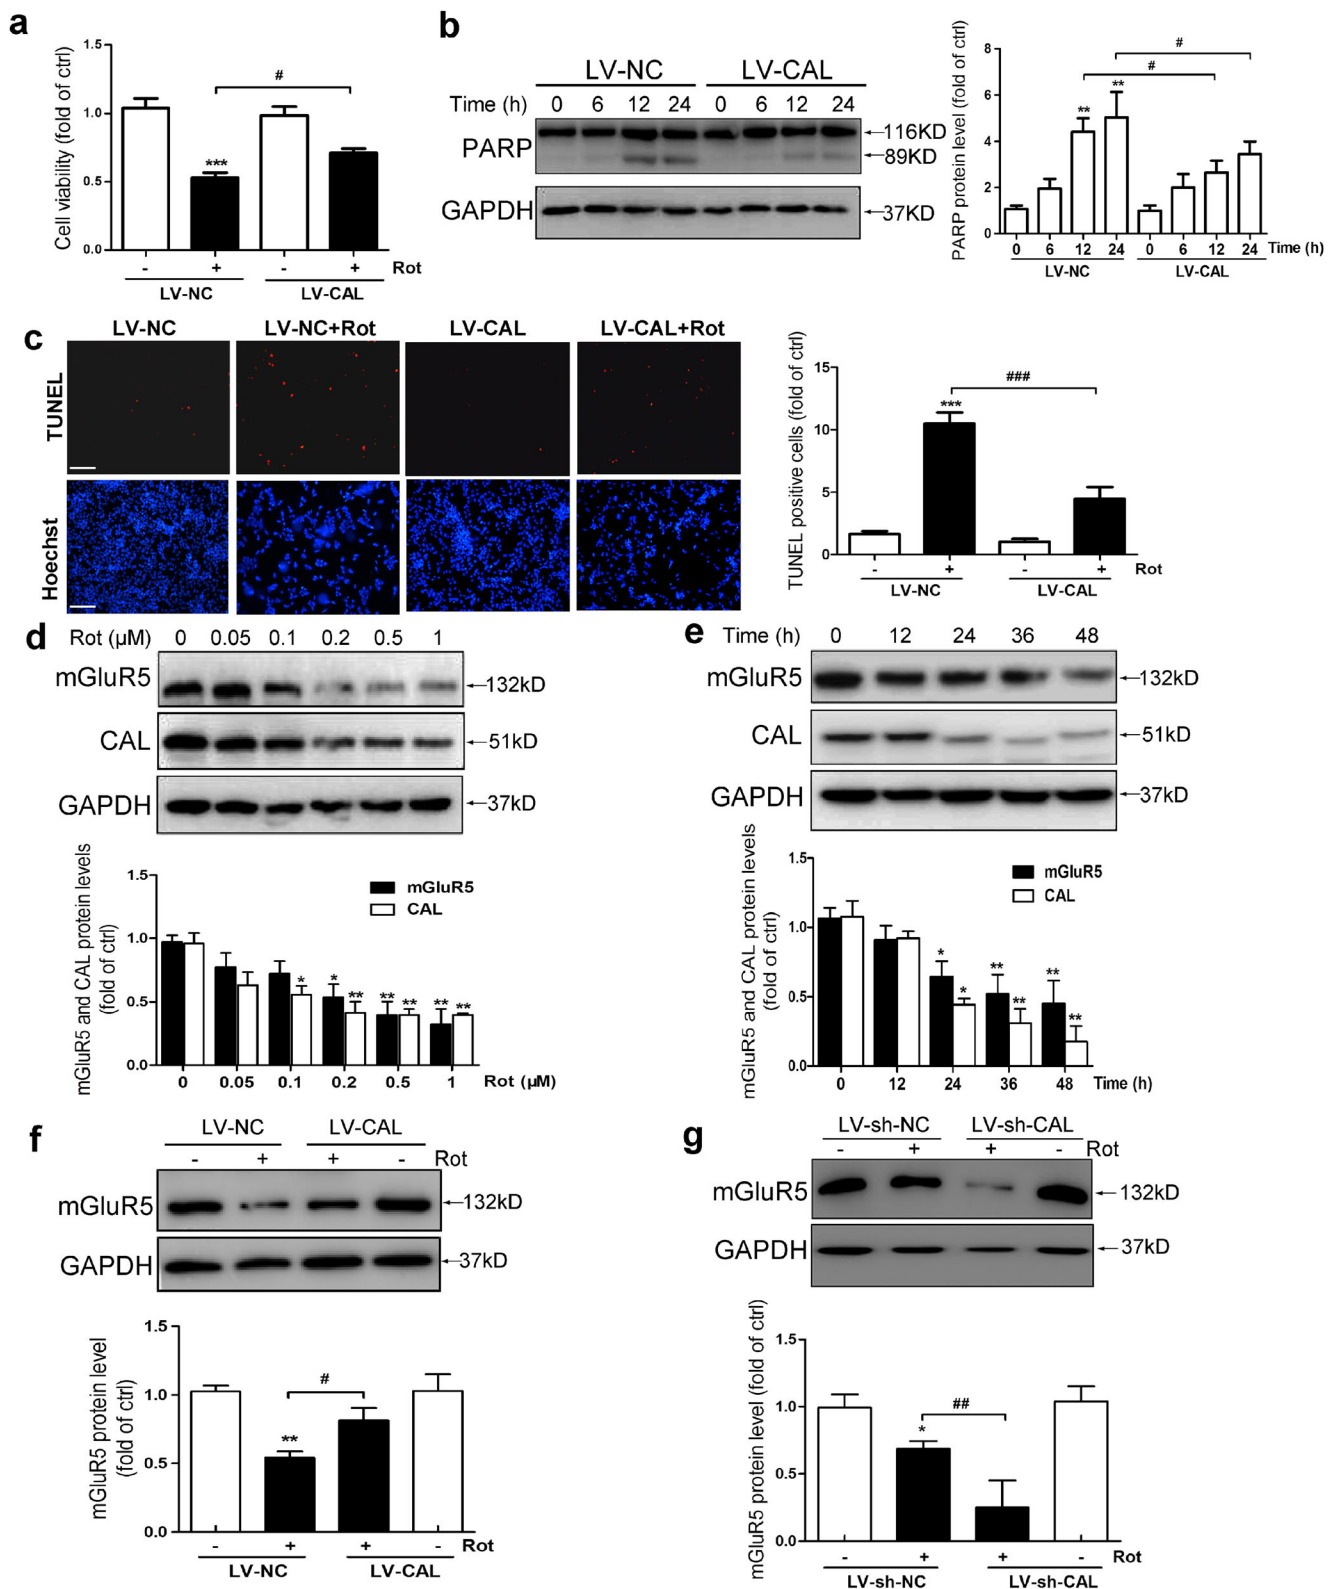 a
1.5
1.0
0.5
0.0
Cell viability (fold of ctrl)
***
#
- + - + Rot
LV-NC LV-CAL
b
LV-NC LV-CAL
Time (h) 0 6 12 24 0 6 12 24
PARP
116KD
89KD
GAPDH
37KD
PARP protein level (fold of ctrl)
8
6
4
2
0
#
#
** **
0 6 12 24 0 6 12 24 Time (h)
LV-NC LV-CAL
c
LV-NC LV-NC+Rot LV-CAL LV-CAL+Rot
TUNEL
Hoechst
TUNEL positive cells (fold of ctrl)
15
10
5
0
***
###
- + - + Rot
LV-NC LV-CAL
d
Rot (µM) 0 0.05 0.1 0.2 0.5 1
mGluR5 132kD
CAL 51kD
GAPDH 37kD
mGluR5 and CAL protein levels
(fold of ctrl)
1.5
1.0
0.5
0.0
mGluR5
CAL
* * ** ** ** ** **
0 0.05 0.1 0.2 0.5 1 Rot (µM)
e
Time (h) 0 12 24 36 48
mGluR5 132kD
CAL 51kD
GAPDH 37kD
mGluR5 and CAL protein levels
(fold of ctrl)
1.5
1.0
0.5
0.0
mGluR5
CAL
* * ** ** ** **
0 12 24 36 48 Time (h)
f
LV-NC LV-CAL
- + + - Rot
mGluR5 132kD
GAPDH 37kD
mGluR5 protein level
(fold of ctrl)
1.5
1.0
0.5
0.0
**
#
- + + - Rot
LV-NC LV-CAL
g
LV-sh-NC LV-sh-CAL
- + + - Rot
mGluR5 132kD
GAPDH 37kD
mGluR5 protein level (fold of ctrl)
1.5
1.0
0.5
0.0
*
##
- + + - Rot
LV-sh-NC LV-sh-CAL